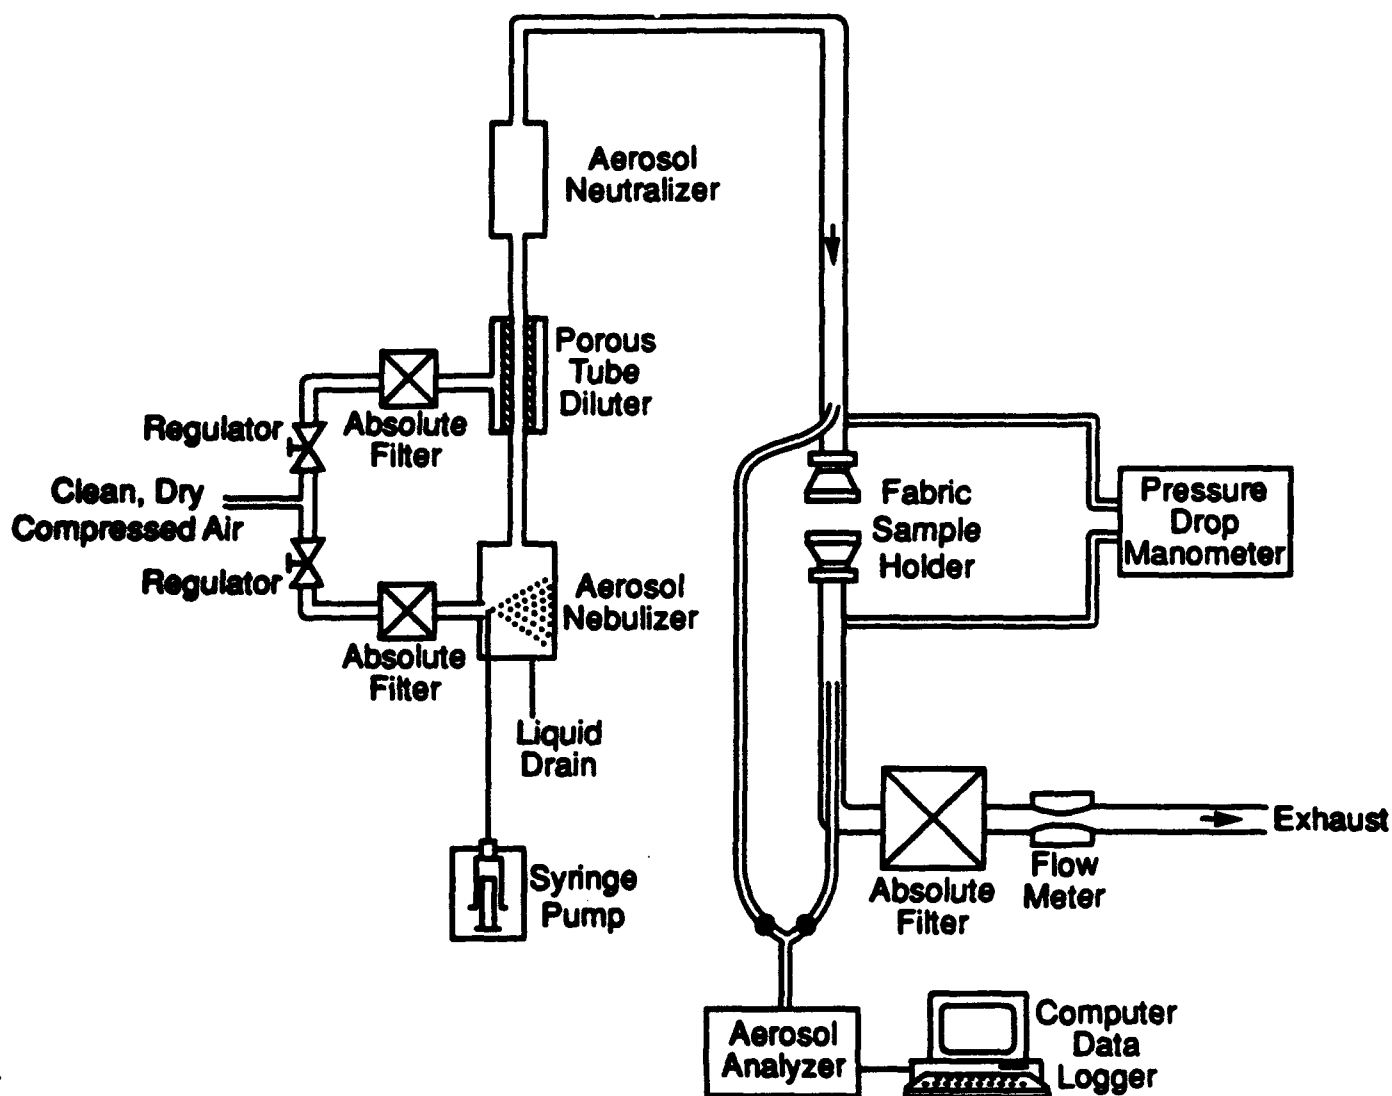 Aerosol
Neutralizer
Porous
Tube
Diluter
Regulator
Absolute
Filter
Clean, Dry
Compressed Air
Regulator
Absolute
Filter
Aerosol
Nebulizer
Liquid
Drain
Syringe
Pump
Fabric
Sample
Holder
Pressure
Drop
Manometer
Exhaust
Flow
Meter
Absolute
Filter
Aerosol
Analyzer
Computer
Data
Logger